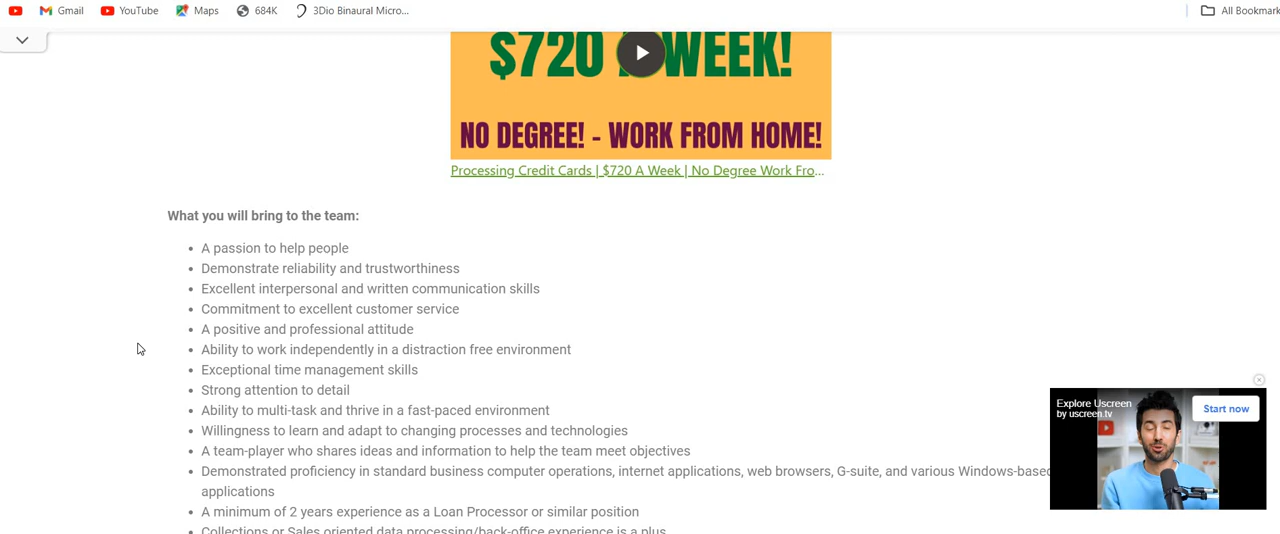 Gmail YouTube Maps 684K 3Dio Binaural Micro... All Bookmark
$720 A WEEK!
NO DEGREE! - WORK FROM HOME!
Processing Credit Cards | $720 A Week | No Degree Work Fro...
What you will bring to the team:
• A passion to help people
• Demonstrate reliability and trustworthiness
• Excellent interpersonal and written communication skills
• Commitment to excellent customer service
• A positive and professional attitude
• Ability to work independently in a distraction free environment
• Exceptional time management skills
• Strong attention to detail
• Ability to multi-task and thrive in a fast-paced environment
• Willingness to learn and adapt to changing processes and technologies
• A team-player who shares ideas and information to help the team meet objectives
• Demonstrated proficiency in standard business computer operations, internet applications, web browsers, G-suite, and various Windows-based
applications
• A minimum of 2 years experience as a Loan Processor or similar position
• Collections or Sales oriented data processing/back-office experience is a plus
Explore Uscreen
by uscreen.tv
Start now